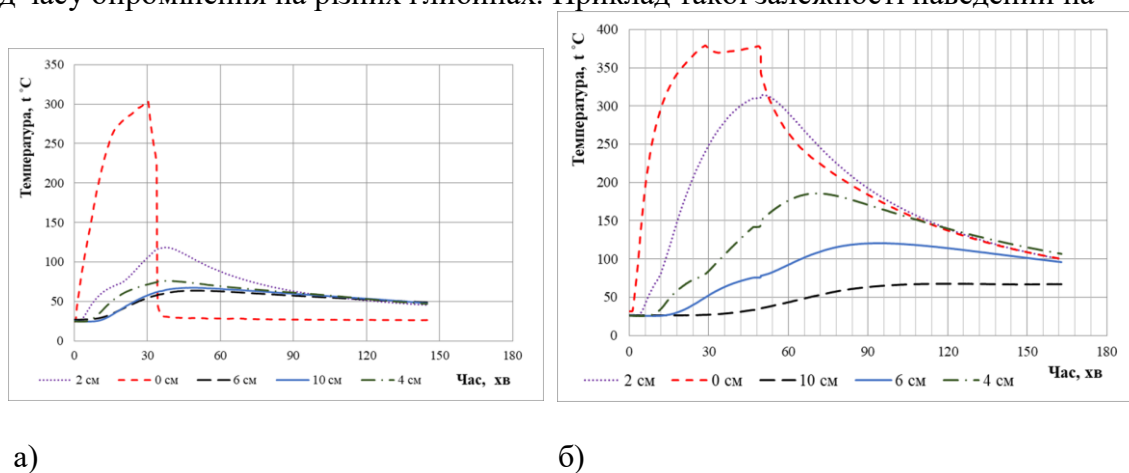 д часу опромінення на різних глибинах. Приклад такої залежності наведений на
Температура, t ˚C
350
300
250
200
150
100
50
0
0 30 60 90 120 150 180
Час, хв
2 см 0 см 6 см 10 см 4 см
а)
Температура, t ˚C
400
350
300
250
200
150
100
50
0
0 30 60 90 120 150 180
Час, хв
2 см 0 см 10 см 6 см 4 см
б)